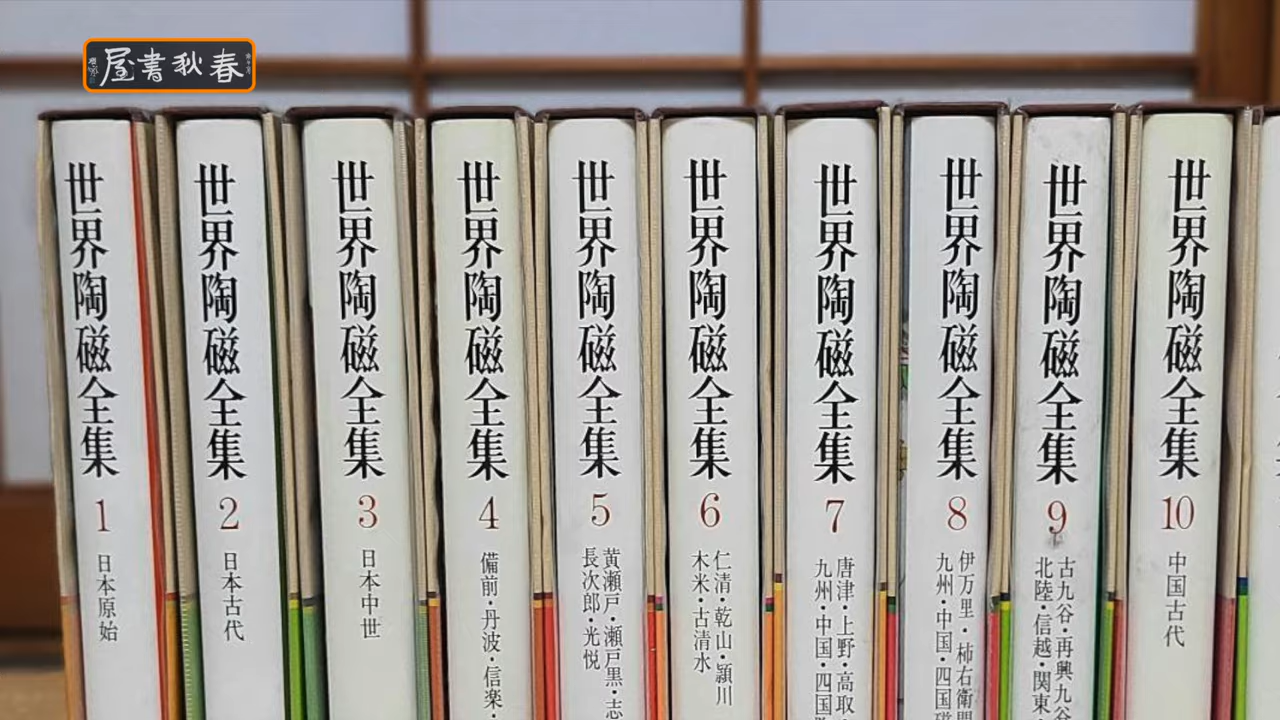 春秋書屋
世界陶磁全集
1
日本原始
世界陶磁全集
2
日本古代
世界陶磁全集
3
日本中世
世界陶磁全集
4
備前・丹波・信楽・
世界陶磁全集
5
黄瀬戸・瀬戸黒・志
長次郎・光悦
世界陶磁全集
6
仁清・乾山・頴川
木米・古清水
世界陶磁全集
7
唐津・上野・高取・
九州・中国・四国
世界陶磁全集
8
伊万里・柿右衛門
九州・中国・四国磁
世界陶磁全集
9
古九谷・再興九谷
北陸・信越・関東・
世界陶磁全集
10
中国古代